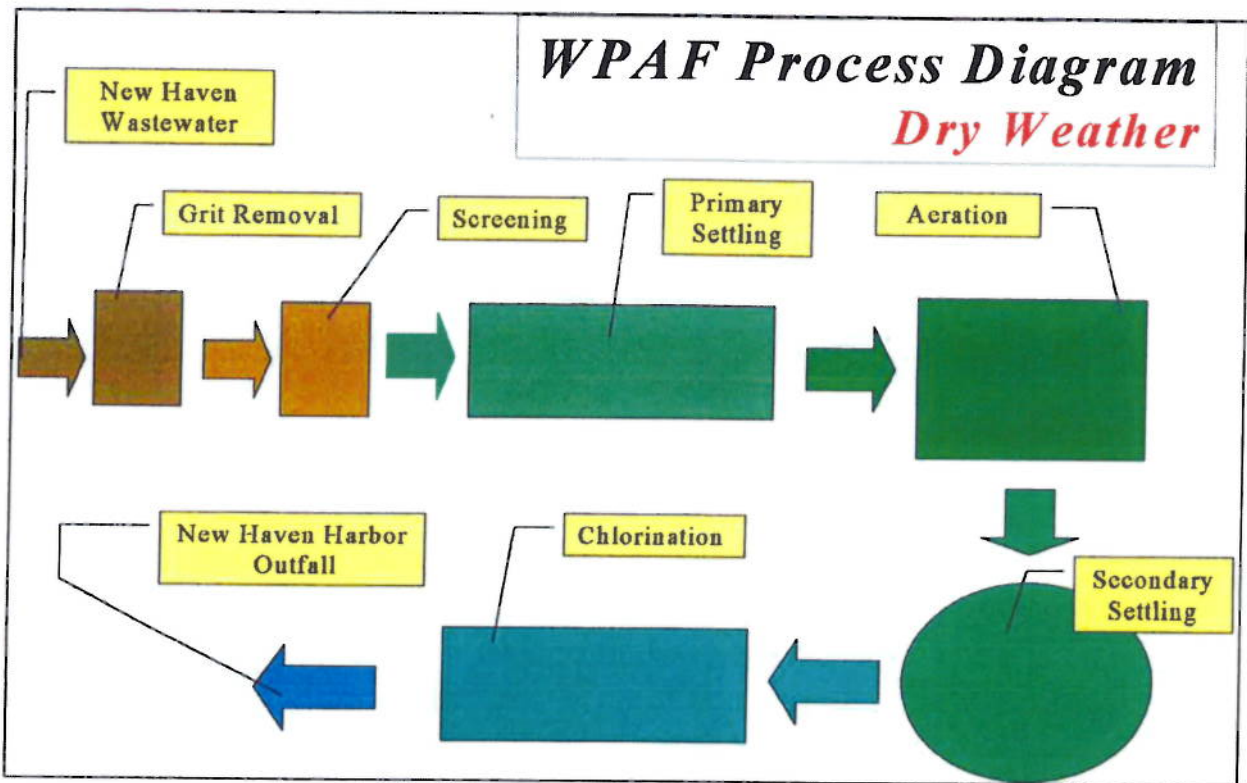 WPAF Process Diagram
Dry Weather
New Haven
Wastewater
Grit Removal
Screening
Primary
Settling
Aeration
Secondary
Settling
Chlorination
New Haven Harbor
Outfall